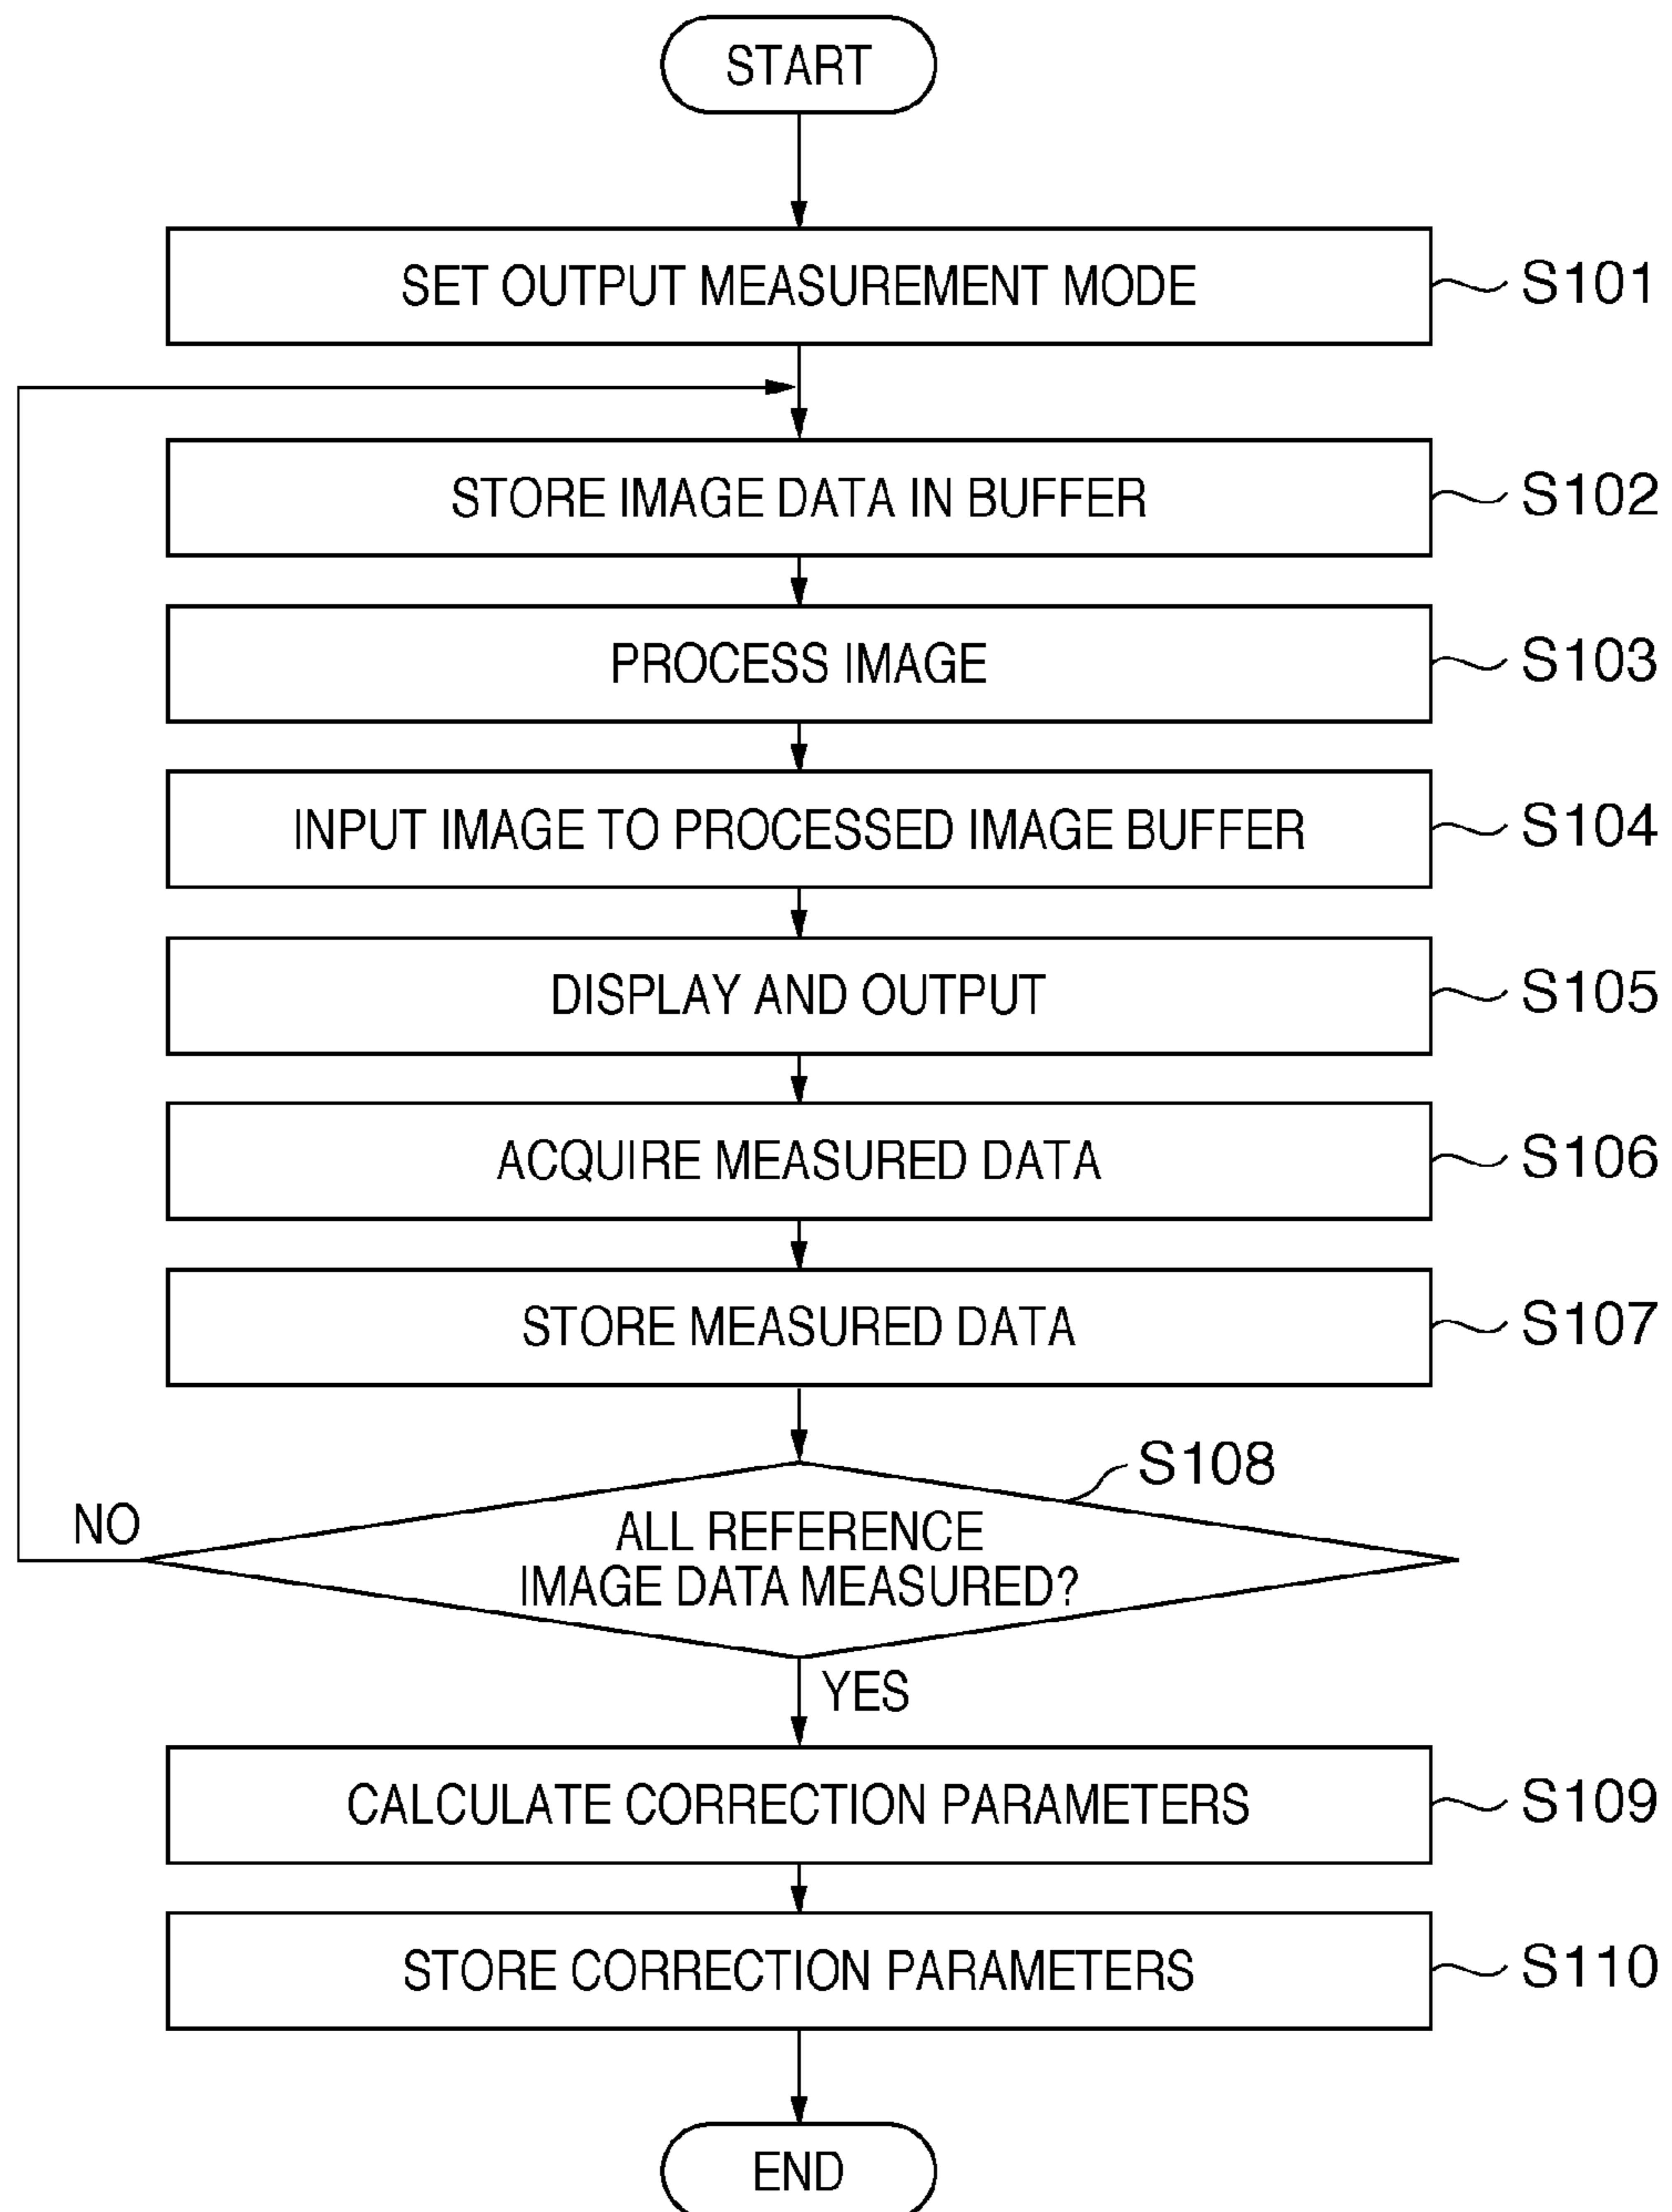 START
SET OUTPUT MEASUREMENT MODE
S101
STORE IMAGE DATA IN BUFFER
S102
PROCESS IMAGE
S103
INPUT IMAGE TO PROCESSED IMAGE BUFFER
S104
DISPLAY AND OUTPUT
S105
ACQUIRE MEASURED DATA
S106
STORE MEASURED DATA
S107
S108
NO
ALL REFERENCE
IMAGE DATA MEASURED?
YES
CALCULATE CORRECTION PARAMETERS
S109
STORE CORRECTION PARAMETERS
S110
END